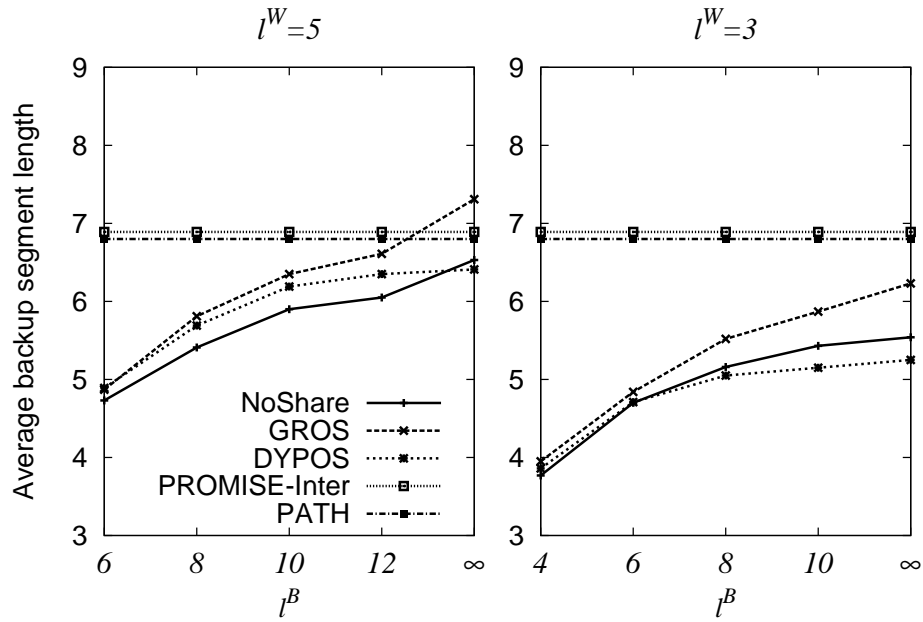 l^W=5
l^W=3
Average backup segment length
9
8
7
6
5
4
3
NoShare
GROS
DYPOS
PROMISE-Inter
PATH
6 8 10 12 ∞
l^B
9
8
7
6
5
4
3
4 6 8 10 ∞
l^B